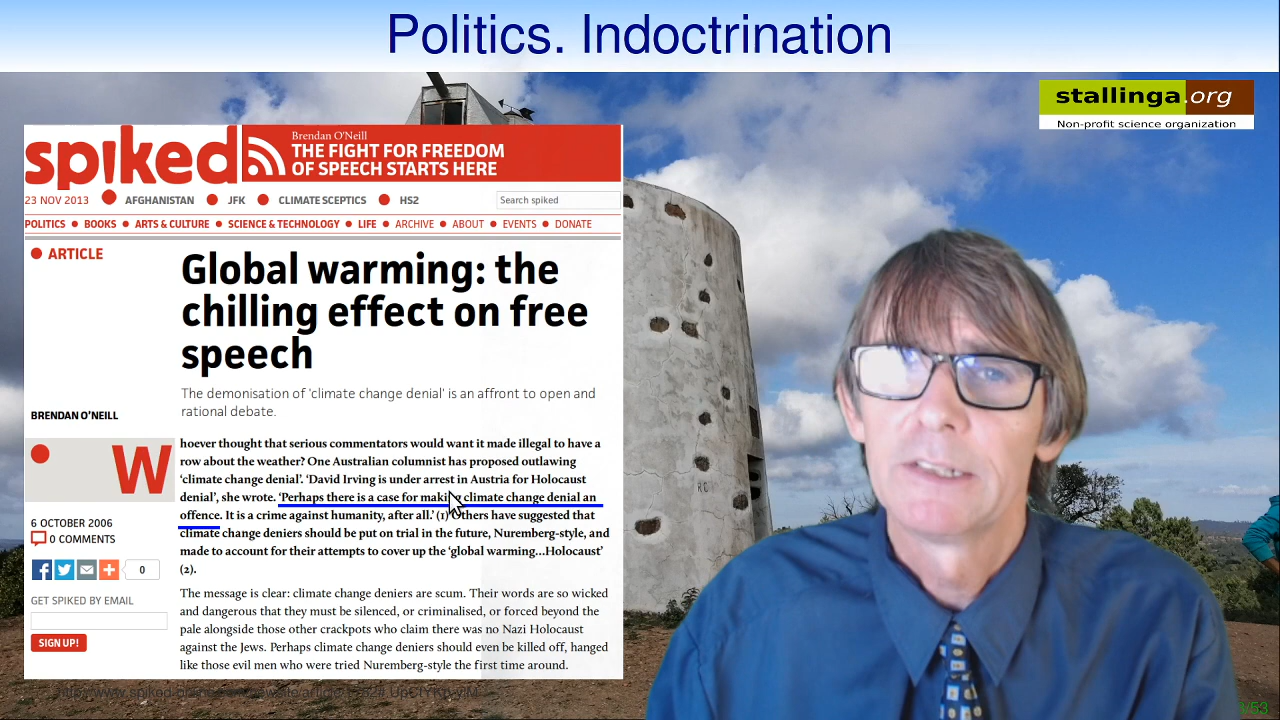 Politics. Indoctrination
stallinga.org
Non-profit science organization
spiked
Brendan O'Neill
THE FIGHT FOR FREEDOM
OF SPEECH STARTS HERE
23 NOV 2013 AFGHANISTAN JFK CLIMATE SCEPTICS HS2 Search spiked
POLITICS BOOKS ARTS & CULTURE SCIENCE & TECHNOLOGY LIFE ARCHIVE ABOUT EVENTS DONATE
ARTICLE
Global warming: the
chilling effect on free
speech
The demonisation of 'climate change denial' is an affront to open and
rational debate.
BRENDAN O'NEILL
W
hoever thought that serious commentators would want it made illegal to have a
row about the weather? One Australian columnist has proposed outlawing
'climate change denial'. 'David Irving is under arrest in Austria for Holocaust
denial', she wrote. 'Perhaps there is a case for making climate change denial an
offence. It is a crime against humanity, after all.' (1) Others have suggested that
climate change deniers should be put on trial in the future, Nuremberg-style, and
made to account for their attempts to cover up the 'global warming...Holocaust'
(2).
6 OCTOBER 2006
0 COMMENTS
0
GET SPIKED BY EMAIL
SIGN UP!
The message is clear: climate change deniers are scum. Their words are so wicked
and dangerous that they must be silenced, or criminalised, or forced beyond the
pale alongside those other crackpots who claim there was no Nazi Holocaust
against the Jews. Perhaps climate change deniers should even be killed off, hanged
like those evil men who were tried Nuremberg-style the first time around.
/53